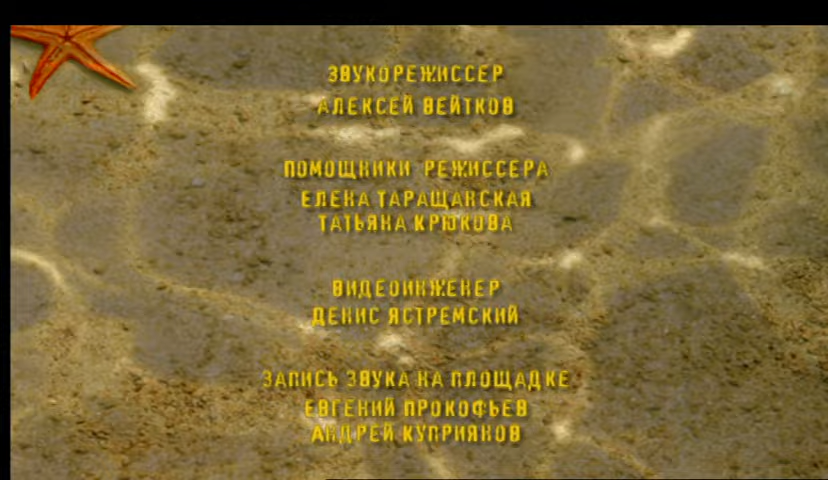 ЗВУКОРЕЖИССЕР
АЛЕКСЕЙ ВЕЙТКОВ
ПОМОЩНИКИ РЕЖИССЕРА
ЕЛЕНА ТАРАЩАНСКАЯ
ТАТЬЯНА КРЮКОВА
ВИДЕОИНЖЕНЕР
ДЕНИС ЯСТРЕМСКИЙ
ЗАПИСЬ ЗВУКА НА ПЛОЩАДКЕ
ЕВГЕНИЙ ПРОКОФЬЕВ
АНДРЕЙ КУПРИЯНОВ